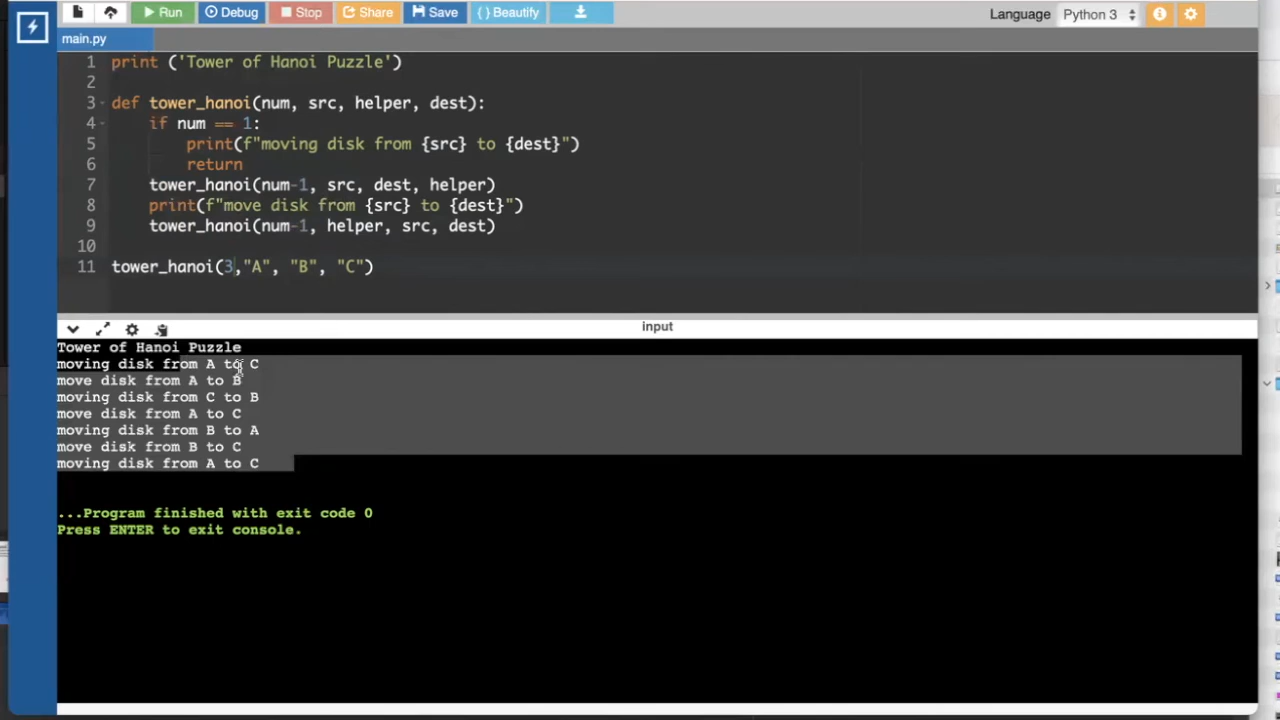 Run Debug Stop Share Save { } Beautify Language Python 3
main.py
1 print ('Tower of Hanoi Puzzle')
2
3 def tower_hanoi(num, src, helper, dest):
4     if num == 1:
5         print(f"moving disk from {src} to {dest}")
6         return
7     tower_hanoi(num-1, src, dest, helper)
8     print(f"move disk from {src} to {dest}")
9     tower_hanoi(num-1, helper, src, dest)
10
11 tower_hanoi(3,"A", "B", "C")
input
Tower of Hanoi Puzzle
moving disk from A to C
move disk from A to B
moving disk from C to B
move disk from A to C
moving disk from B to A
move disk from B to C
moving disk from A to C
...Program finished with exit code 0
Press ENTER to exit console.